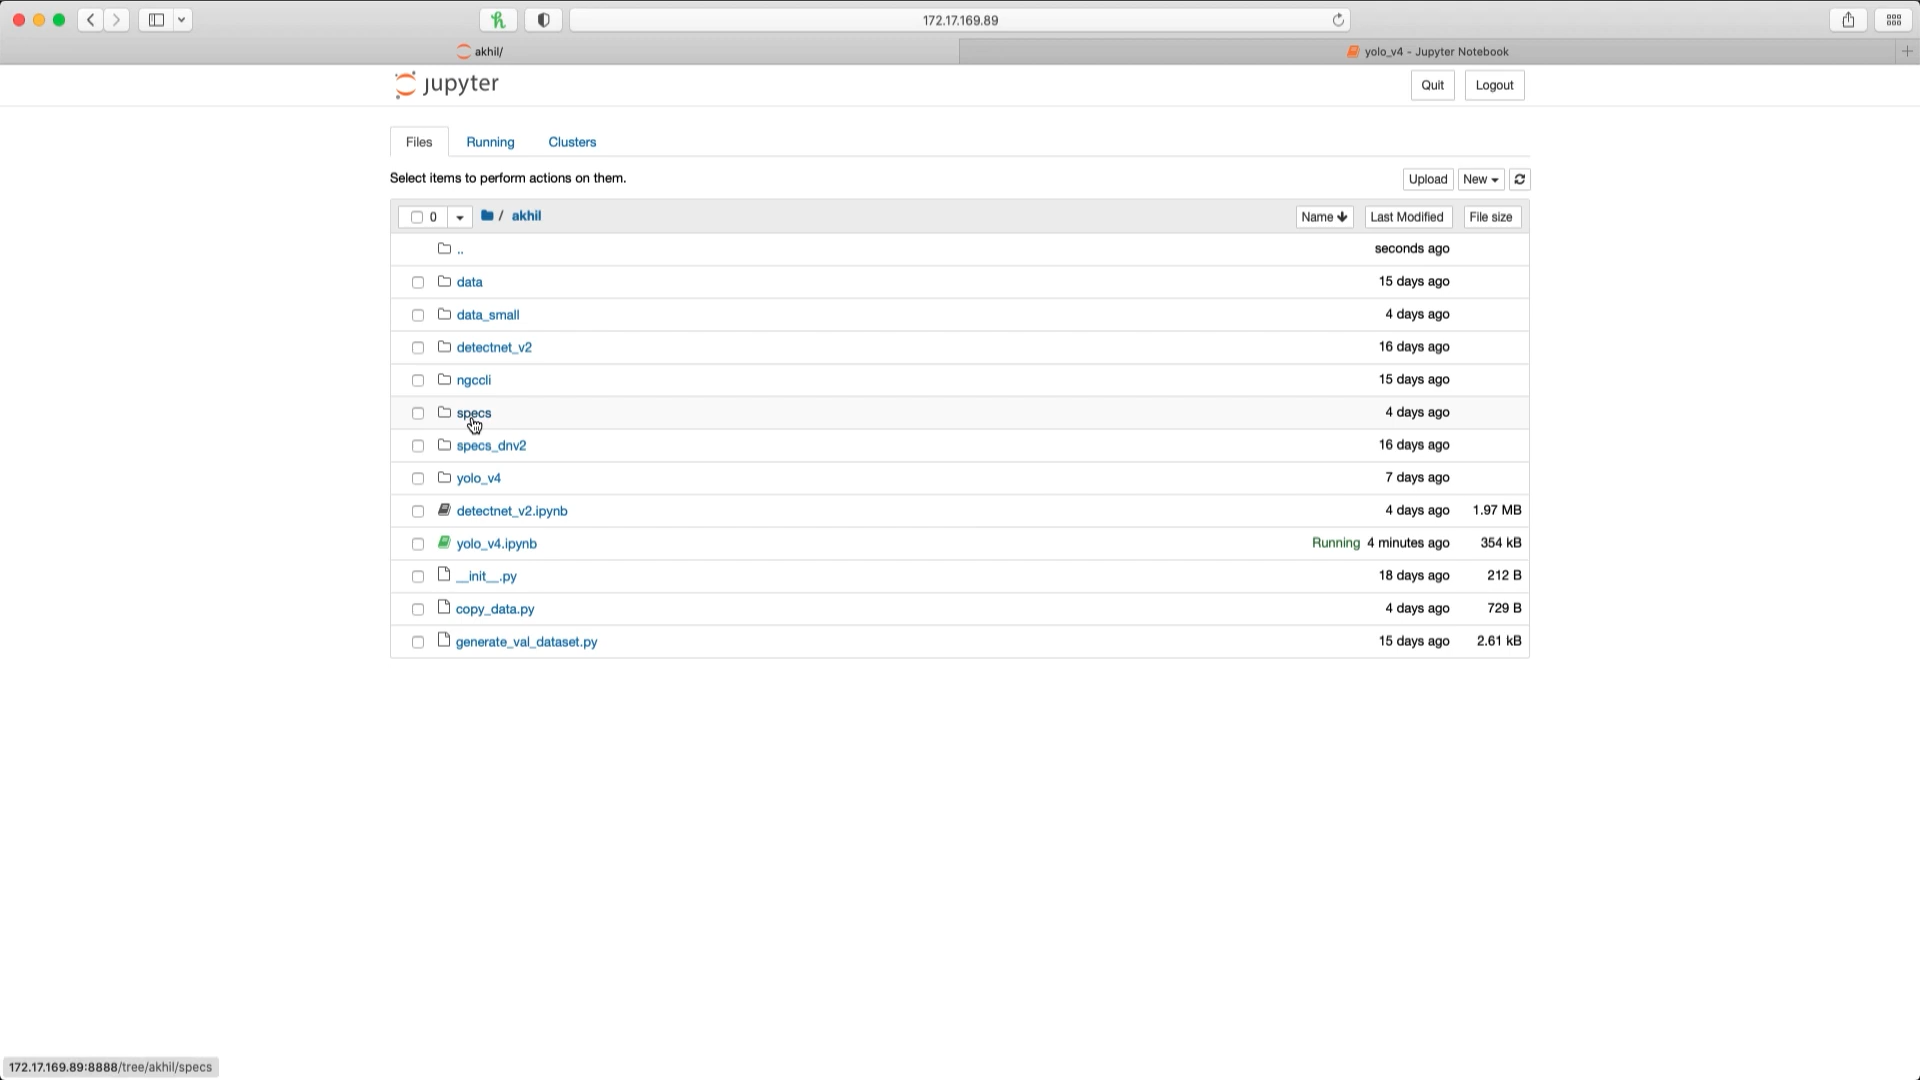 172.17.169.89
akhil/
yolo_v4 - Jupyter Notebook
jupyter
Quit Logout
Files Running Clusters
Select items to perform actions on them.
Upload New
0 / akhil Name Last Modified File size
.. seconds ago
data 15 days ago
data_small 4 days ago
detectnet_v2 16 days ago
ngccli 15 days ago
specs 4 days ago
specs_dnv2 16 days ago
yolo_v4 7 days ago
detectnet_v2.ipynb 4 days ago 1.97 MB
yolo_v4.ipynb Running 4 minutes ago 354 kB
__init__.py 18 days ago 212 B
copy_data.py 4 days ago 729 B
generate_val_dataset.py 15 days ago 2.61 kB
172.17.169.89:8888/tree/akhil/specs